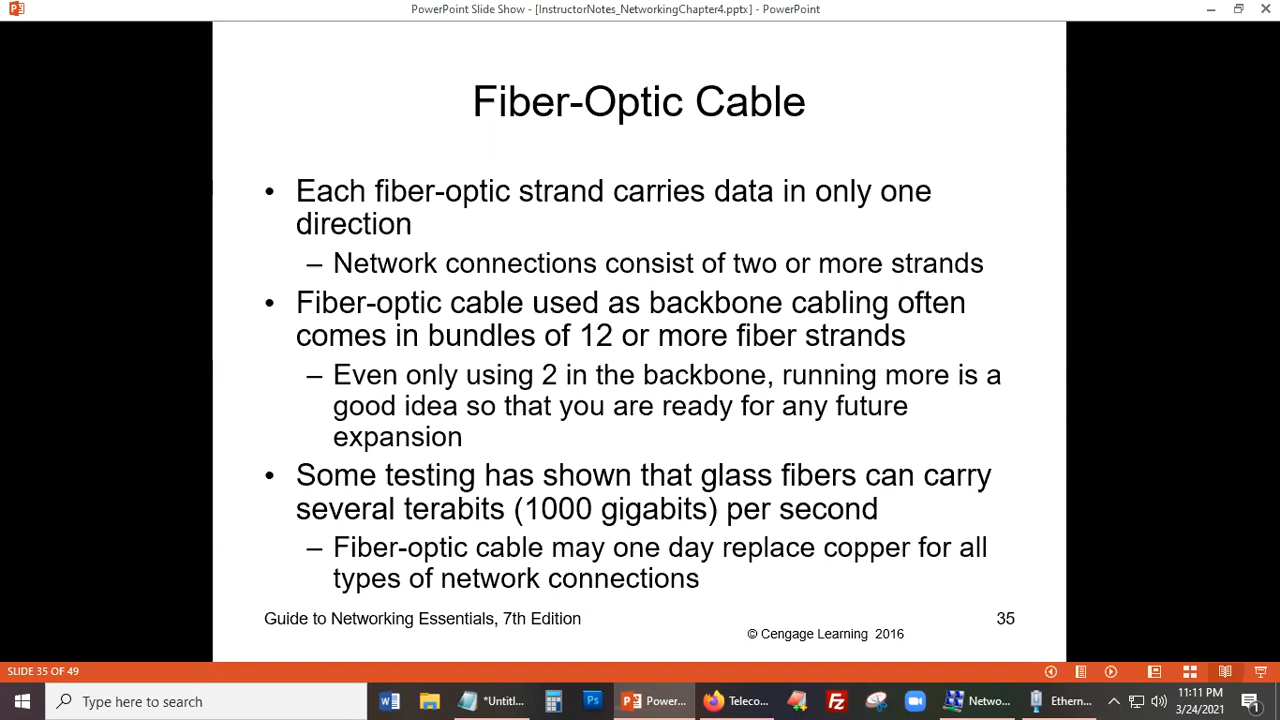 PowerPoint Slide Show - [InstructorNotes_NetworkingChapter4.pptx] - PowerPoint
Fiber-Optic Cable
• Each fiber-optic strand carries data in only one
direction
– Network connections consist of two or more strands
• Fiber-optic cable used as backbone cabling often
comes in bundles of 12 or more fiber strands
– Even only using 2 in the backbone, running more is a
good idea so that you are ready for any future
expansion
• Some testing has shown that glass fibers can carry
several terabits (1000 gigabits) per second
– Fiber-optic cable may one day replace copper for all
types of network connections
Guide to Networking Essentials, 7th Edition
35
© Cengage Learning 2016
SLIDE 35 OF 49
Type here to search
*Untitl...
Ps
Power...
Teleco...
Netwo...
Ethern...
11:11 PM
3/24/2021
1